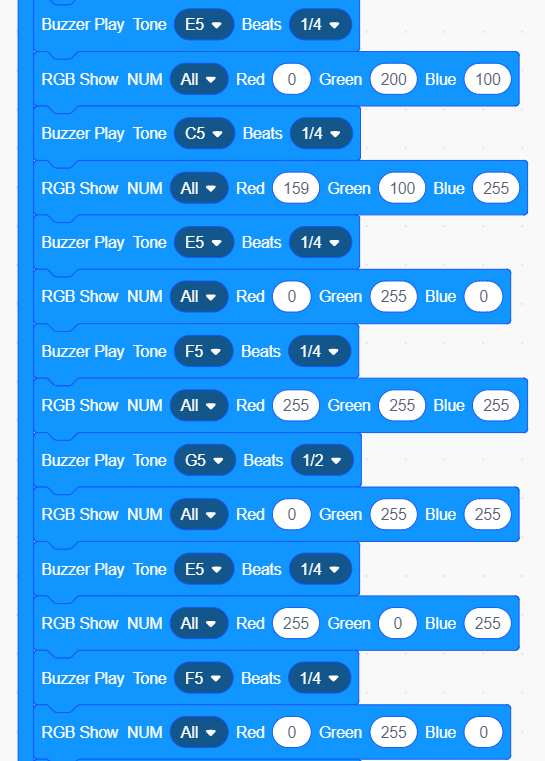 Buzzer Play Tone E5 Beats 1/4
RGB Show NUM All Red 0 Green 200 Blue 100
Buzzer Play Tone C5 Beats 1/4
RGB Show NUM All Red 159 Green 100 Blue 255
Buzzer Play Tone E5 Beats 1/4
RGB Show NUM All Red 0 Green 255 Blue 0
Buzzer Play Tone F5 Beats 1/4
RGB Show NUM All Red 255 Green 255 Blue 255
Buzzer Play Tone G5 Beats 1/2
RGB Show NUM All Red 0 Green 255 Blue 255
Buzzer Play Tone E5 Beats 1/4
RGB Show NUM All Red 255 Green 0 Blue 255
Buzzer Play Tone F5 Beats 1/4
RGB Show NUM All Red 0 Green 255 Blue 0